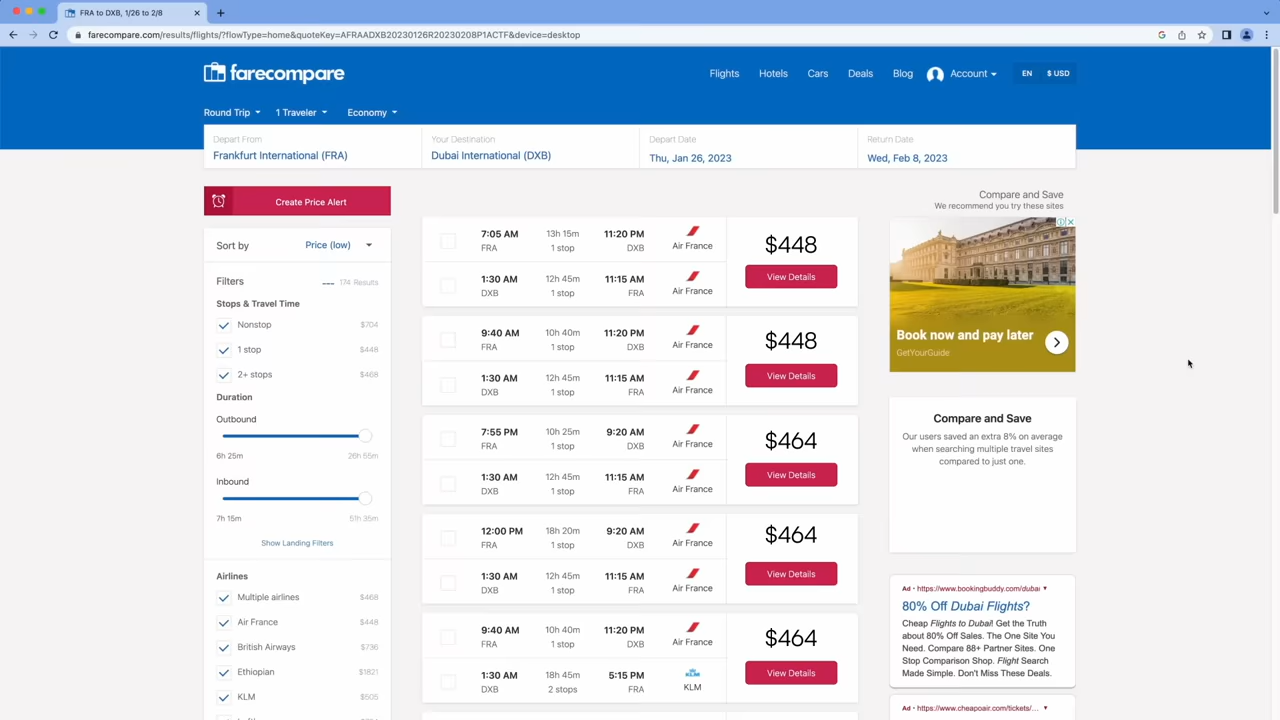 FRA to DXB, 1/26 to 2/8
farecompare.com/results/flights/?flowType=home&quoteKey=AFRAADXB20230126R20230208P1ACTF&device=desktop
farecompare
Flights Hotels Cars Deals Blog Account EN $ USD
Round Trip 1 Traveler Economy
Depart From
Frankfurt International (FRA)
Your Destination
Dubai International (DXB)
Depart Date
Thu, Jan 26, 2023
Return Date
Wed, Feb 8, 2023
Create Price Alert
Sort by Price (low)
Filters 174 Results
Stops & Travel Time
Nonstop $704
1 stop $448
2+ stops $468
Duration
Outbound
6h 25m 26h 55m
Inbound
7h 15m 51h 35m
Show Landing Filters
Airlines
Multiple airlines $468
Air France $448
British Airways $736
Ethiopian $1821
KLM $505
7:05 AM 13h 15m 11:20 PM
FRA 1 stop DXB Air France
1:30 AM 12h 45m 11:15 AM
DXB 1 stop FRA Air France
$448
View Details
9:40 AM 10h 40m 11:20 PM
FRA 1 stop DXB Air France
1:30 AM 12h 45m 11:15 AM
DXB 1 stop FRA Air France
$448
View Details
7:55 PM 10h 25m 9:20 AM
FRA 1 stop DXB Air France
1:30 AM 12h 45m 11:15 AM
DXB 1 stop FRA Air France
$464
View Details
12:00 PM 18h 20m 9:20 AM
FRA 1 stop DXB Air France
1:30 AM 12h 45m 11:15 AM
DXB 1 stop FRA Air France
$464
View Details
9:40 AM 10h 40m 11:20 PM
FRA 1 stop DXB Air France
1:30 AM 18h 45m 5:15 PM
DXB 2 stops FRA KLM
$464
View Details
Compare and Save
We recommend you try these sites
Book now and pay later
GetYourGuide
Compare and Save
Our users saved an extra 8% on average
when searching multiple travel sites
compared to just one.
Ad • https://www.bookingbuddy.com/dubai
80% Off Dubai Flights?
Cheap Flights to Dubai! Get the Truth
about 80% Off Sales. The One Site You
Need. Compare 88+ Partner Sites. One
Stop Comparison Shop. Flight Search
Made Simple. Don't Miss These Deals.
Ad • https://www.cheapoair.com/tickets/...